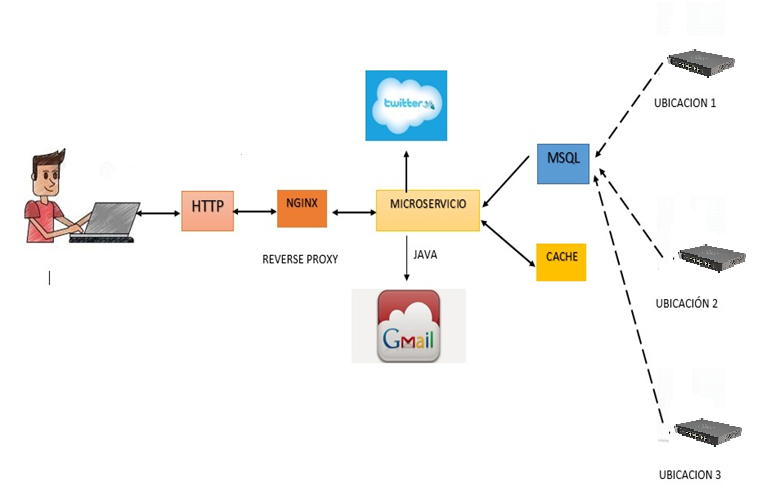 UBICACION 1
twitter
MSQL
HTTP
NGINX
MICROSERVICIO
REVERSE PROXY
JAVA
CACHE
UBICACIÓN 2
Gmail
UBICACION 3